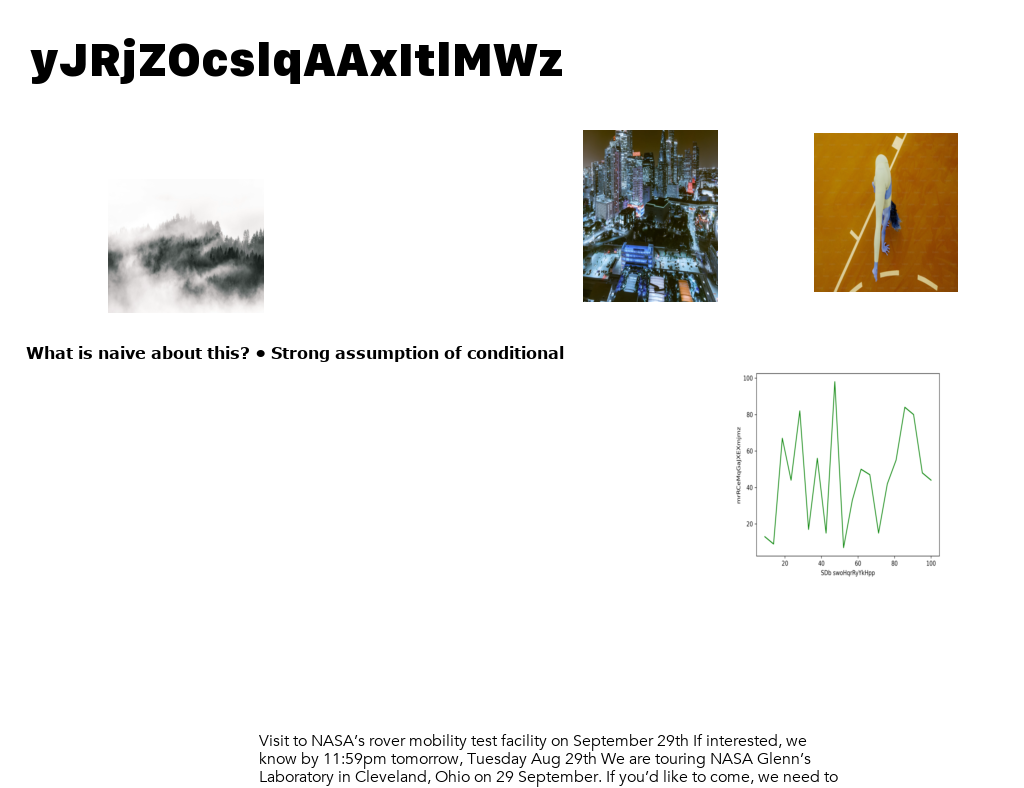 yJRjZOcslqAAxItlMWz
What is naive about this? • Strong assumption of conditional
100
80
60
40
20
mrRCeMqGaJXEXmjmz
20 40 60 80 100
SDb swoHqrRyYkHpp
Visit to NASA’s rover mobility test facility on September 29th If interested, we
know by 11:59pm tomorrow, Tuesday Aug 29th We are touring NASA Glenn’s
Laboratory in Cleveland, Ohio on 29 September. If you’d like to come, we need to